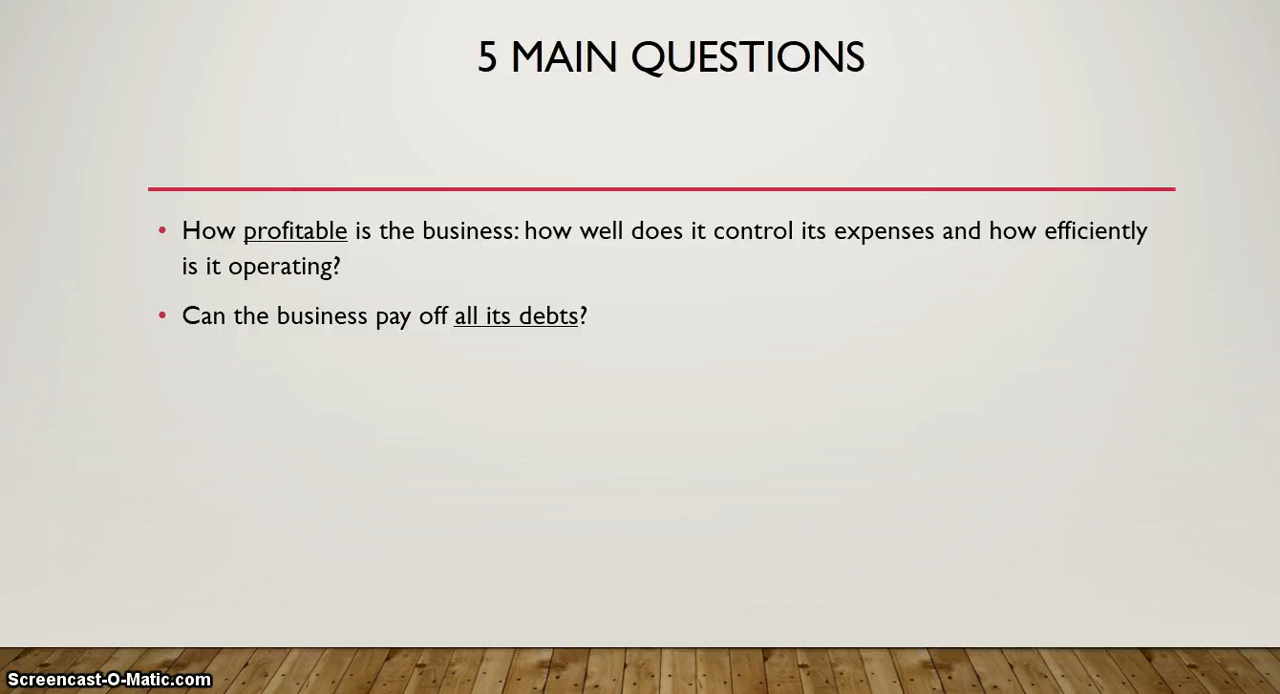 5 MAIN QUESTIONS
• How profitable is the business: how well does it control its expenses and how efficiently
is it operating?
• Can the business pay off all its debts?
Screencast-O-Matic.com